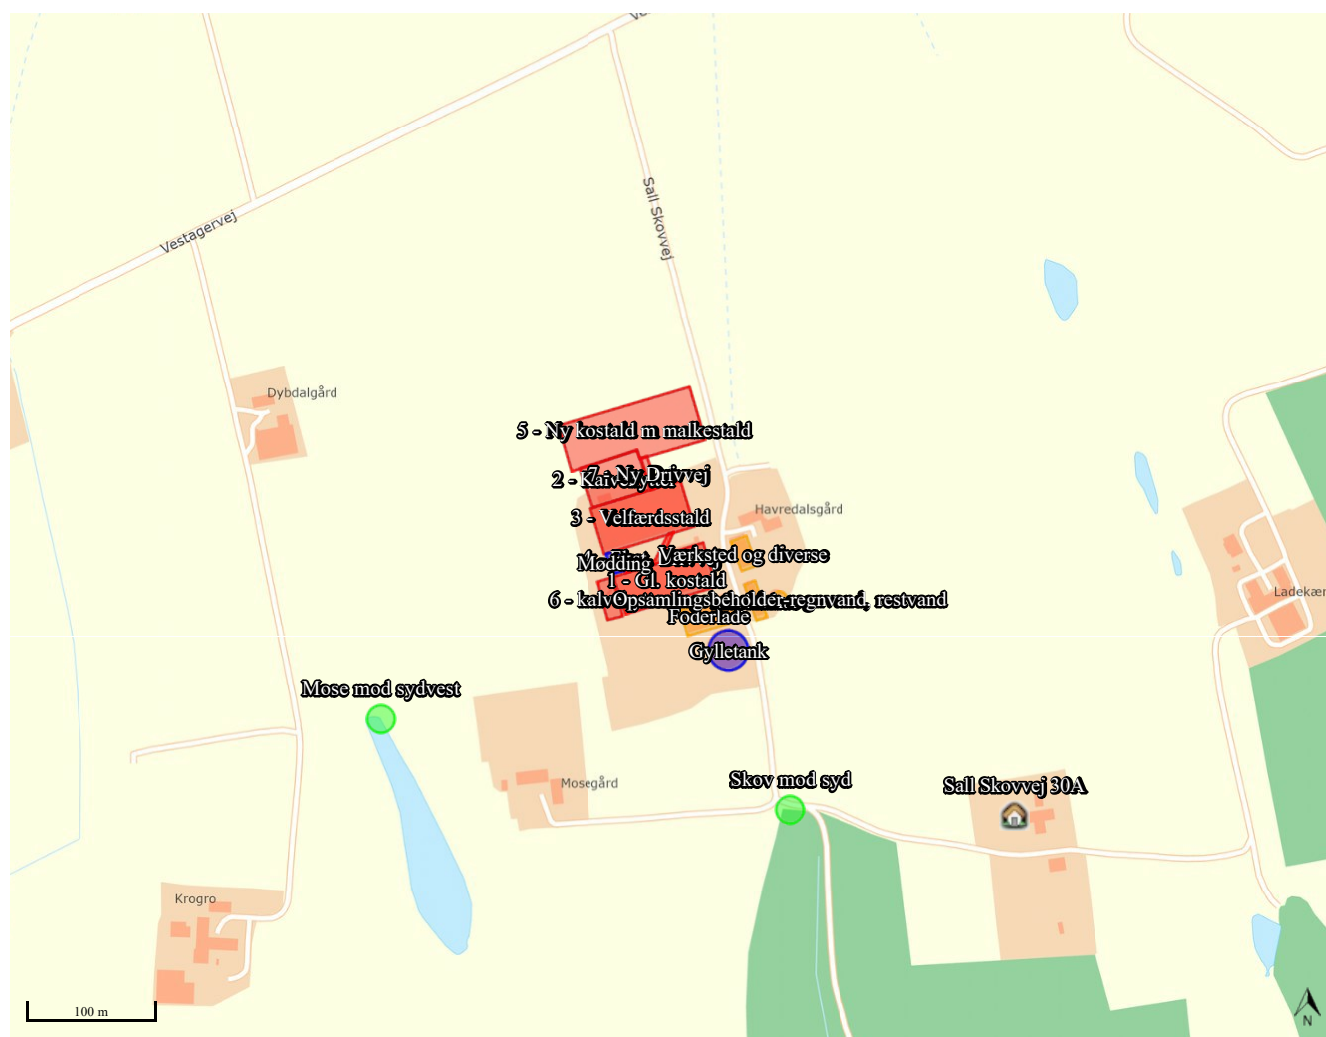 Vestagervej
Sall Skovvej
Dybdalgård
5 - Ny kostald m malkestald
7 - Ny Drivvej
2 - Kalvehytter
Havredalsgård
3 - Velfærdsstald
Værksted og diverse
Mødding
1 - Gl. kostald
6 - kalv
Opsamlingsbeholder-regnvand, restvand
Ladekær
Foderlade
Gylletank
Mose mod sydvest
Skov mod syd
Mosegård
Sall Skovvej 30A
Krogro
100 m
N